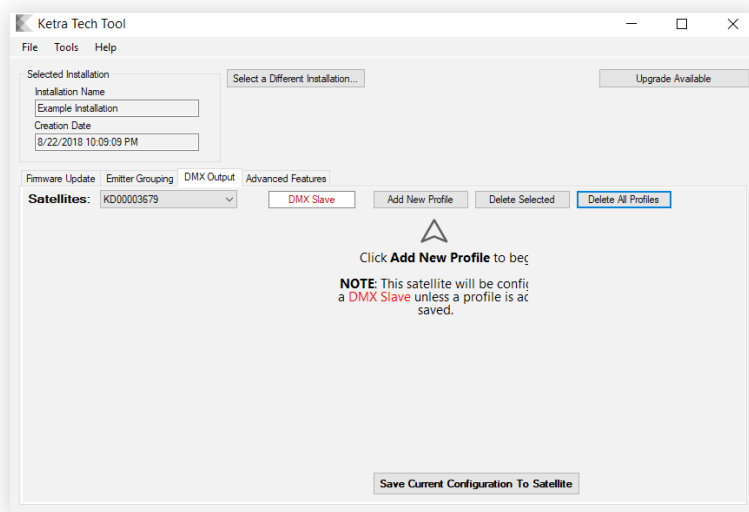 Ketra Tech Tool
File Tools Help
Selected Installation
Select a Different Installation...
Upgrade Available
Installation Name
Example Installation
Creation Date
8/22/2018 10:09:09 PM
Firmware Update Emitter Grouping DMX Output Advanced Features
Satellites: KD00003679 DMX Slave Add New Profile Delete Selected Delete All Profiles
Click Add New Profile to beg
NOTE: This satellite will be config
a DMX Slave unless a profile is ad
saved.
Save Current Configuration To Satellite